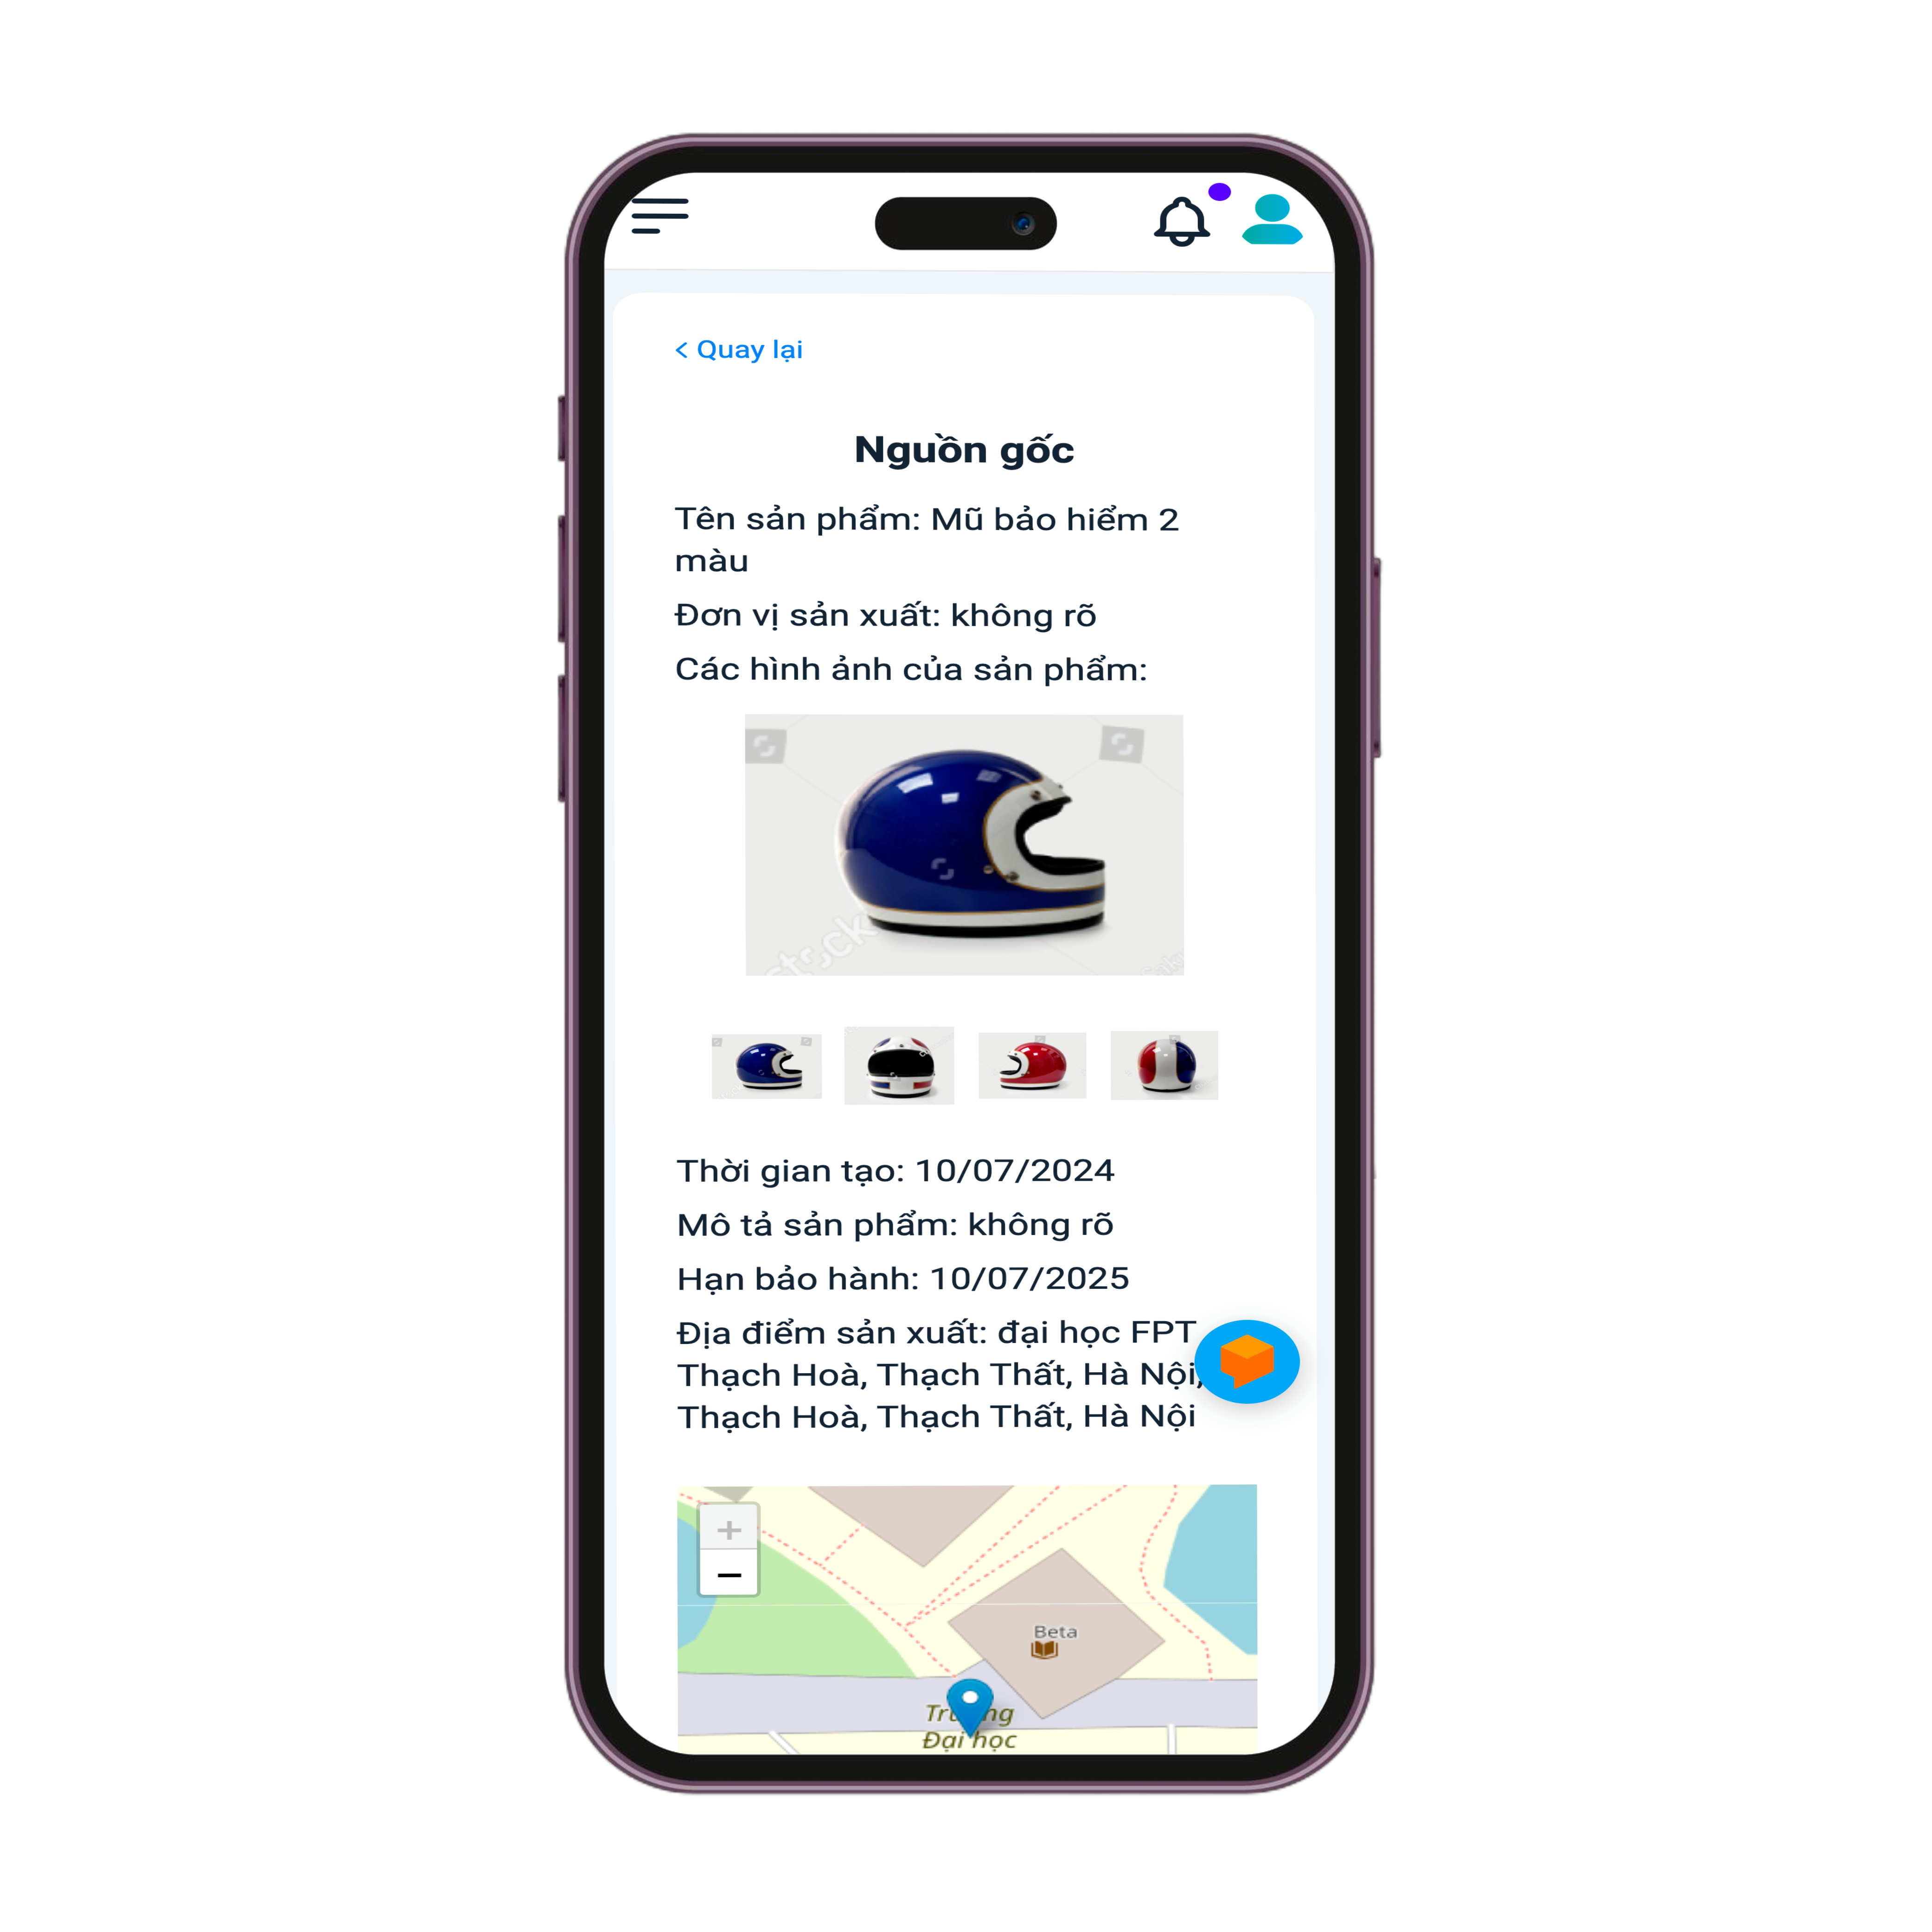 < Quay lại
Nguồn gốc
Tên sản phẩm: Mũ bảo hiểm 2
màu
Đơn vị sản xuất: không rõ
Các hình ảnh của sản phẩm:
Thời gian tạo: 10/07/2024
Mô tả sản phẩm: không rõ
Hạn bảo hành: 10/07/2025
Địa điểm sản xuất: đại học FPT
Thạch Hoà, Thạch Thất, Hà Nội,
Thạch Hoà, Thạch Thất, Hà Nội
+
−
Beta
Đại học